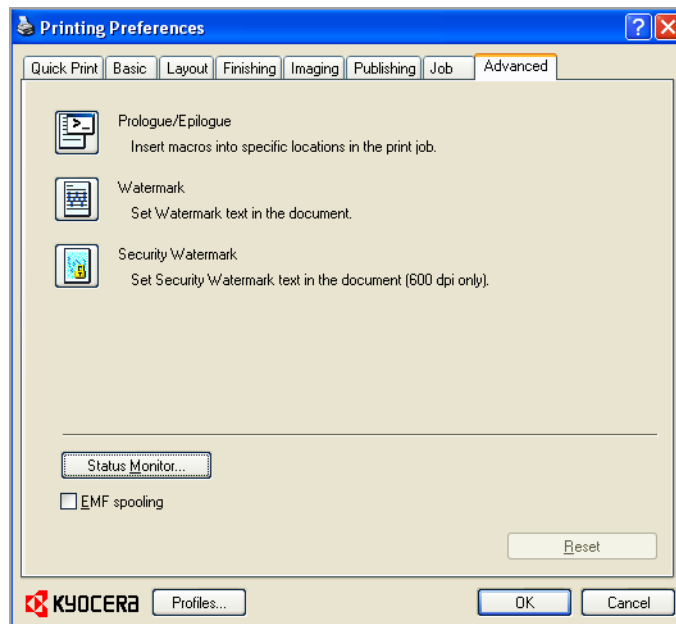 Printing Preferences
?
Quick Print Basic Layout Finishing Imaging Publishing Job Advanced
>_
Prologue/Epilogue
Insert macros into specific locations in the print job.
Watermark
Set Watermark text in the document.
Security Watermark
Set Security Watermark text in the document (600 dpi only).
Status Monitor...
EMF spooling
Reset
KYOCERA Profiles... OK Cancel